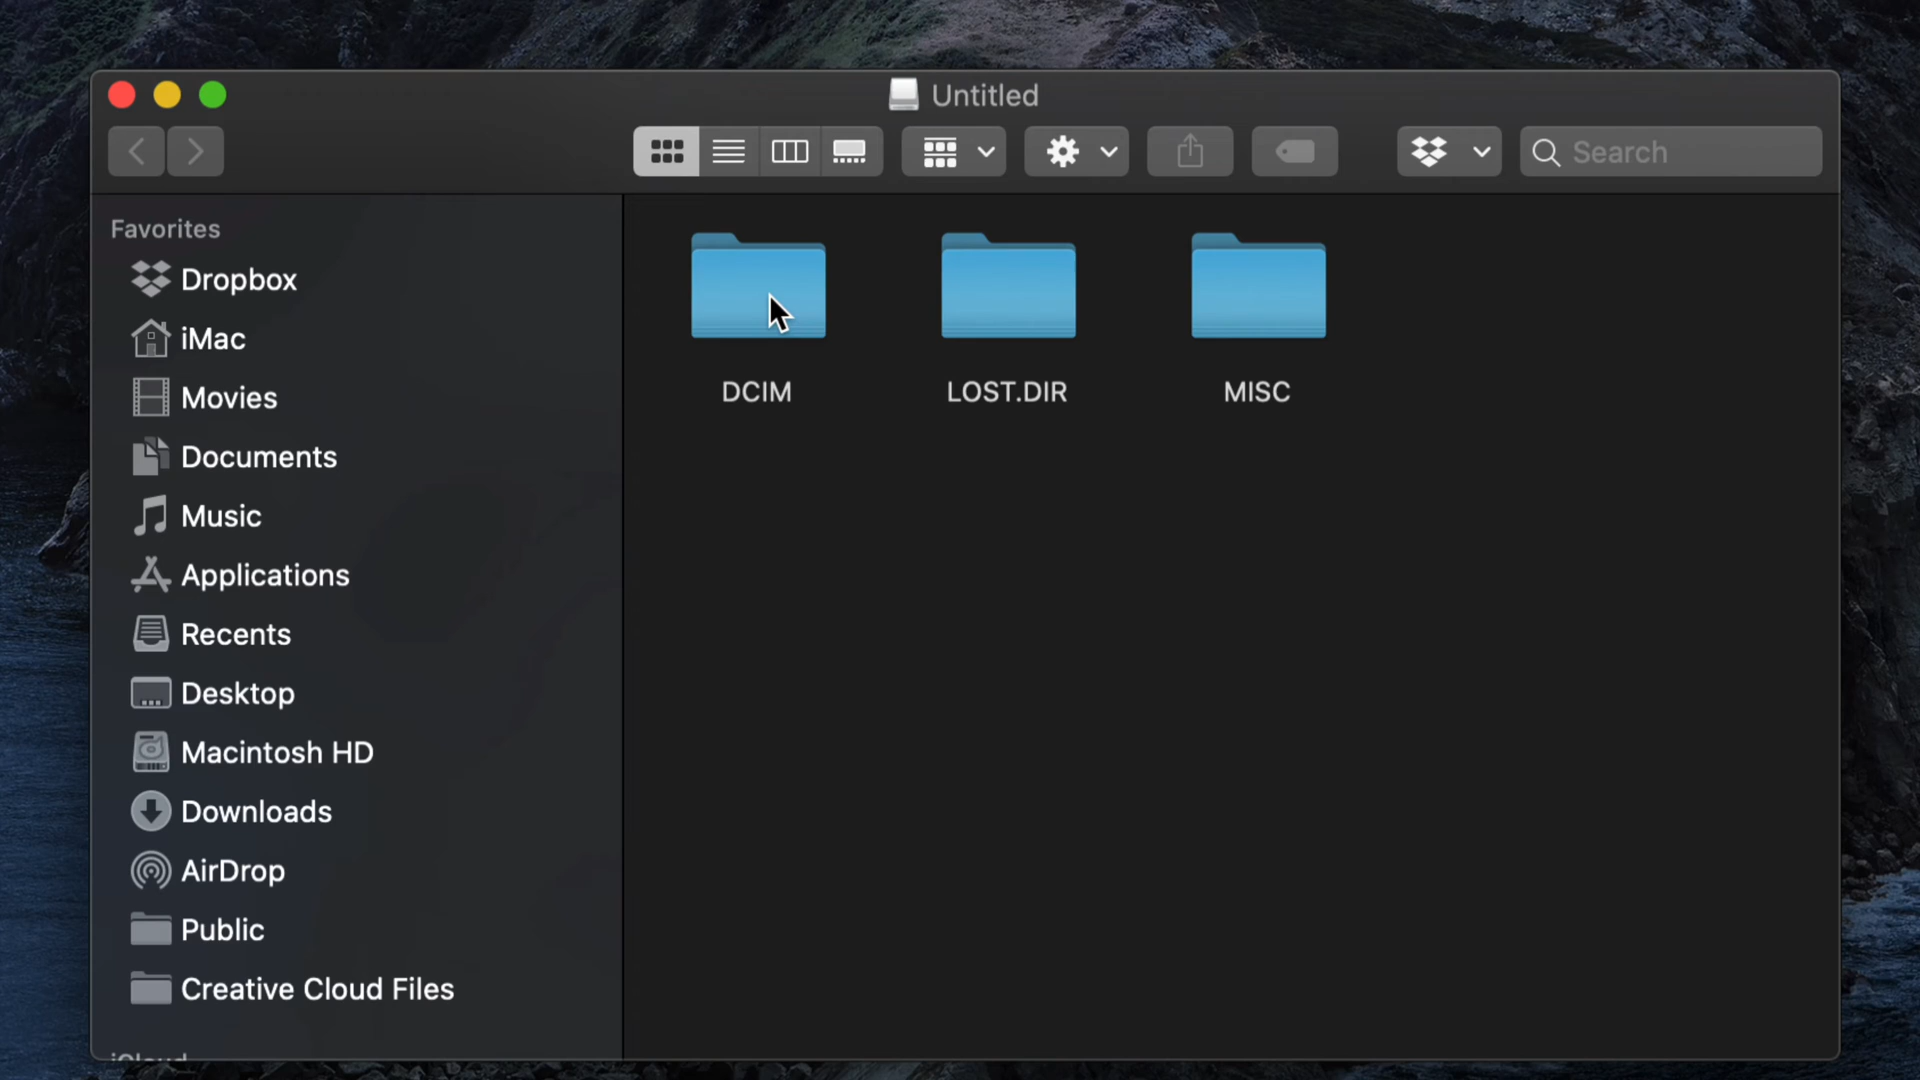 Untitled
Search
Favorites
Dropbox
iMac
Movies
Documents
Music
Applications
Recents
Desktop
Macintosh HD
Downloads
AirDrop
Public
Creative Cloud Files
iCloud
DCIM
LOST.DIR
MISC